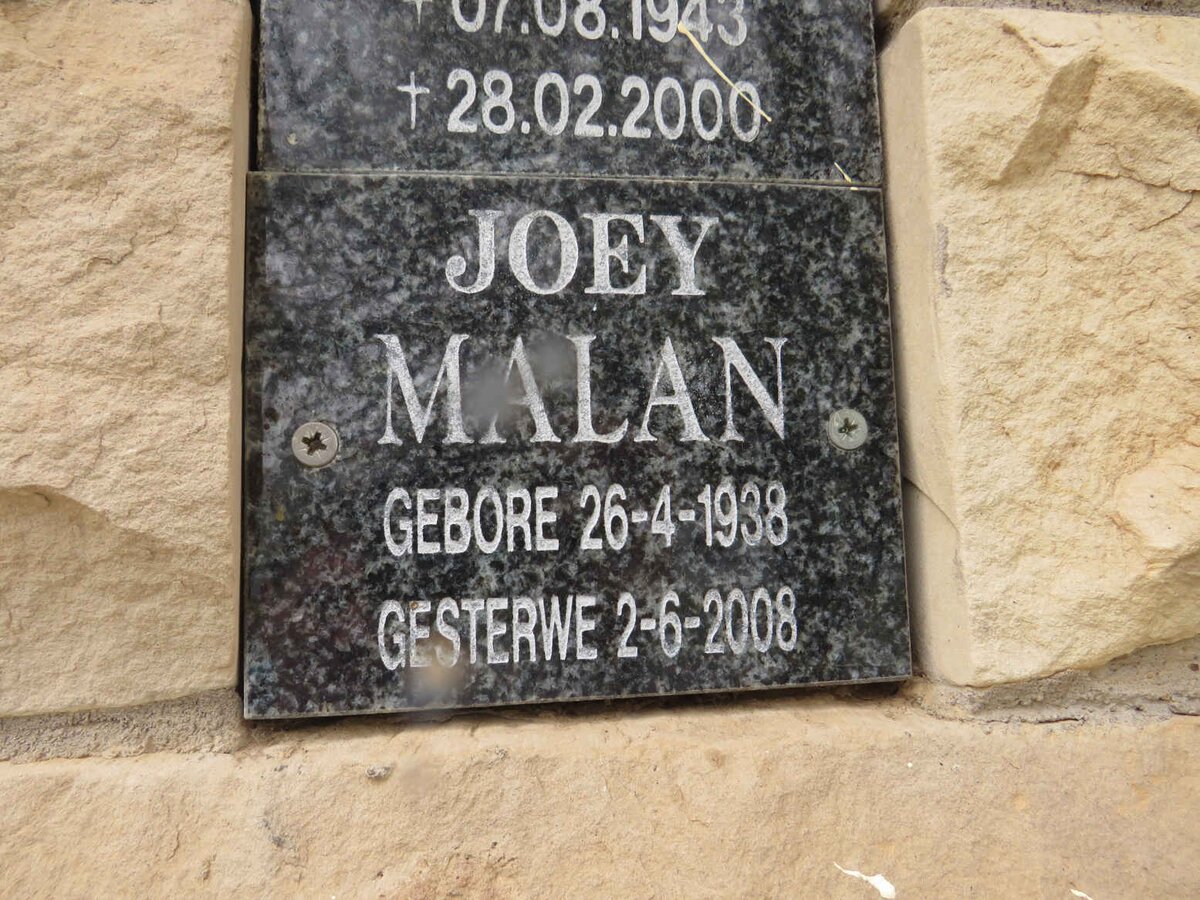 † 07.08.1943
† 28.02.2000
JOEY
MALAN
GEBORE 26-4-1938
GESTERWE 2-6-2008